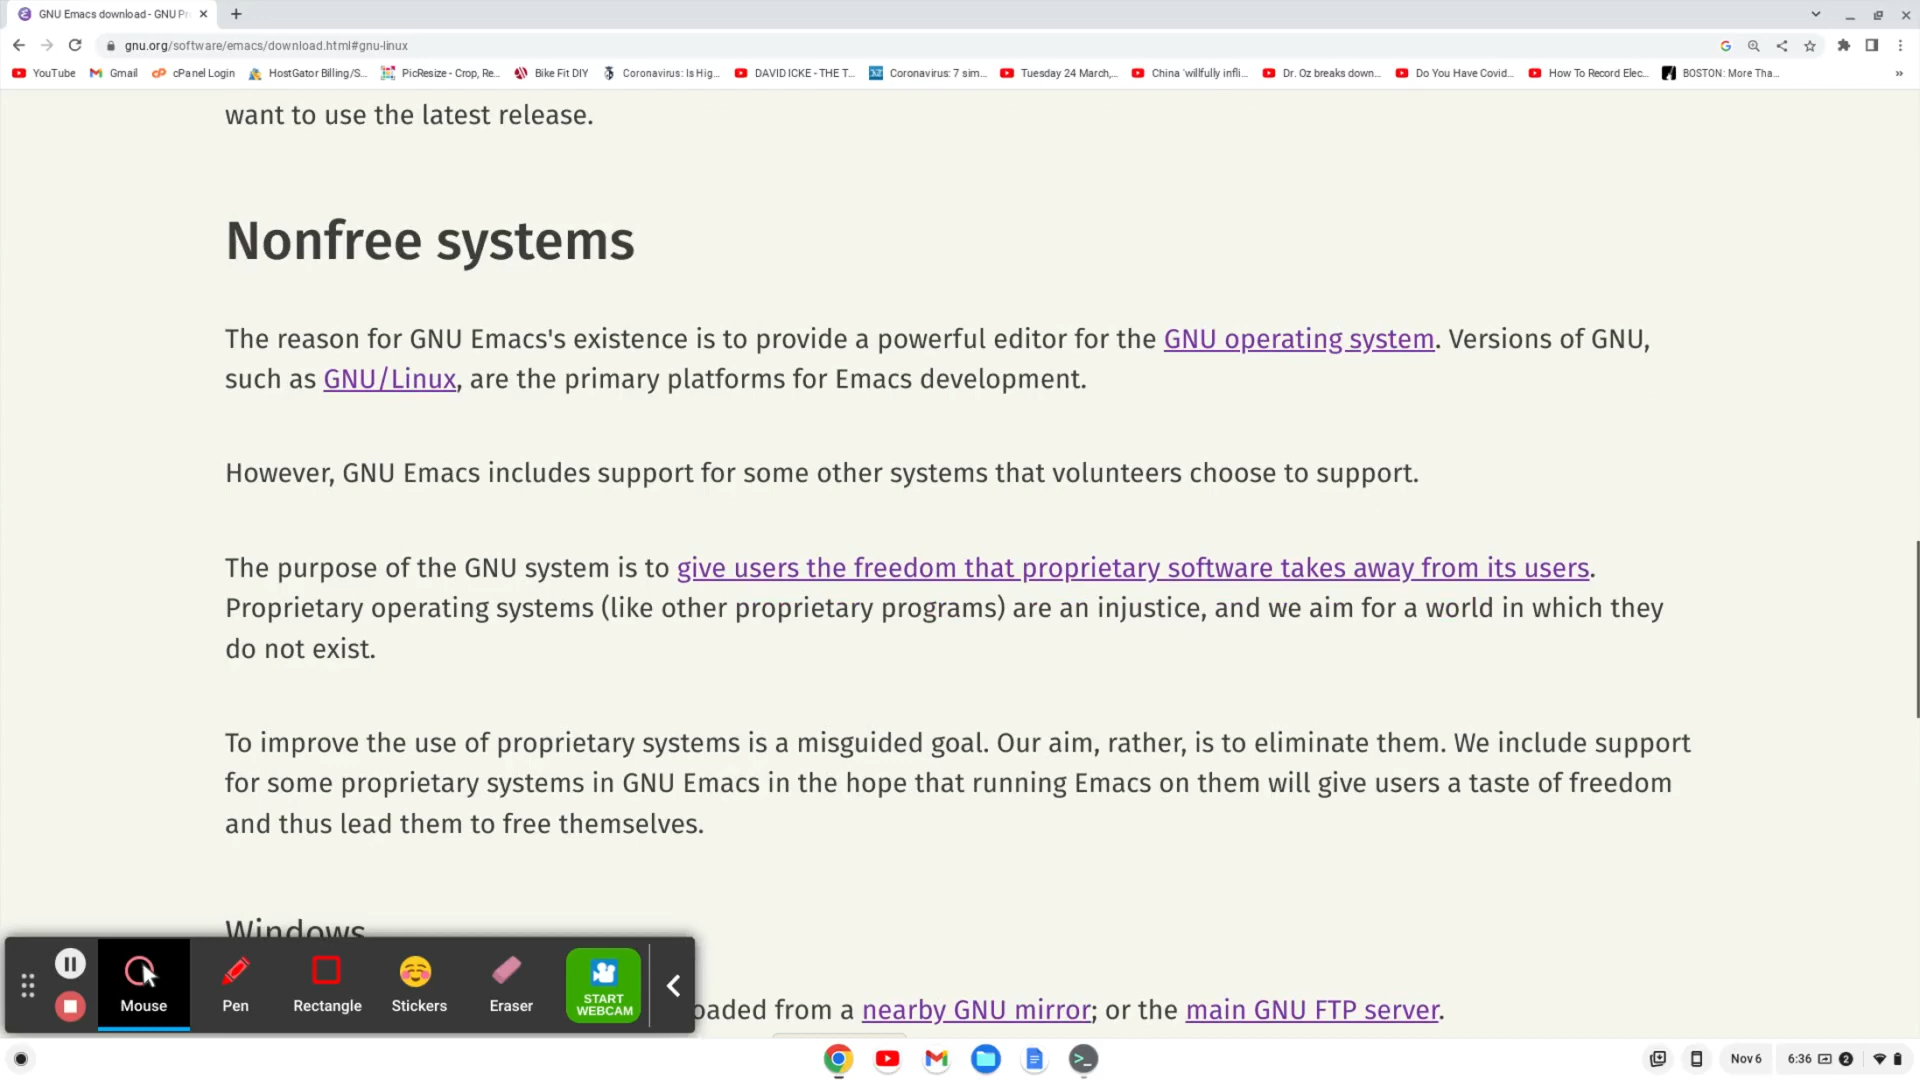 GNU Emacs download - GNU Pr
gnu.org/software/emacs/download.html#gnu-linux
YouTube Gmail cPanel Login HostGator Billing/S... PicResize - Crop, Re... Bike Fit DIY Coronavirus: Is Hig... DAVID ICKE - THE T... Coronavirus: 7 sim... Tuesday 24 March,... China 'willfully infli... Dr. Oz breaks down... Do You Have Covid... How To Record Elec... BOSTON: More Tha...
want to use the latest release.
Nonfree systems
The reason for GNU Emacs's existence is to provide a powerful editor for the GNU operating system. Versions of GNU,
such as GNU/Linux, are the primary platforms for Emacs development.
However, GNU Emacs includes support for some other systems that volunteers choose to support.
The purpose of the GNU system is to give users the freedom that proprietary software takes away from its users.
Proprietary operating systems (like other proprietary programs) are an injustice, and we aim for a world in which they
do not exist.
To improve the use of proprietary systems is a misguided goal. Our aim, rather, is to eliminate them. We include support
for some proprietary systems in GNU Emacs in the hope that running Emacs on them will give users a taste of freedom
and thus lead them to free themselves.
Windows
oaded from a nearby GNU mirror; or the main GNU FTP server.
Mouse Pen Rectangle Stickers Eraser START WEBCAM
Nov 6 6:36 2